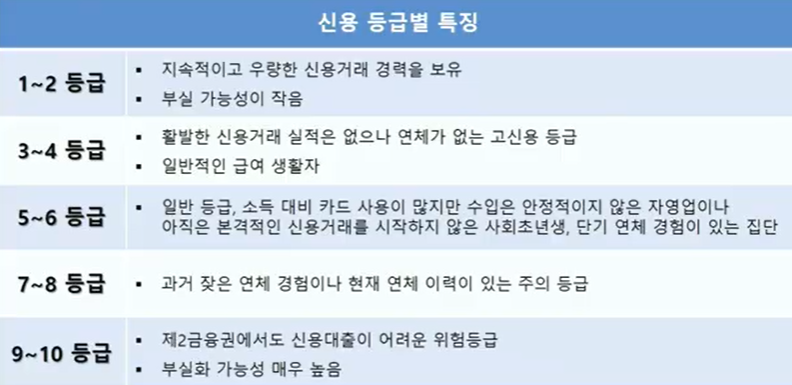 신용 등급별 특징
1~2 등급
▪ 지속적이고 우량한 신용거래 경력을 보유
▪ 부실 가능성이 작음
3~4 등급
▪ 활발한 신용거래 실적은 없으나 연체가 없는 고신용 등급
▪ 일반적인 급여 생활자
5~6 등급
▪ 일반 등급, 소득 대비 카드 사용이 많지만 수입은 안정적이지 않은 자영업이나
아직은 본격적인 신용거래를 시작하지 않은 사회초년생, 단기 연체 경험이 있는 집단
7~8 등급
▪ 과거 잦은 연체 경험이나 현재 연체 이력이 있는 주의 등급
9~10 등급
▪ 제2금융권에서도 신용대출이 어려운 위험등급
▪ 부실화 가능성 매우 높음